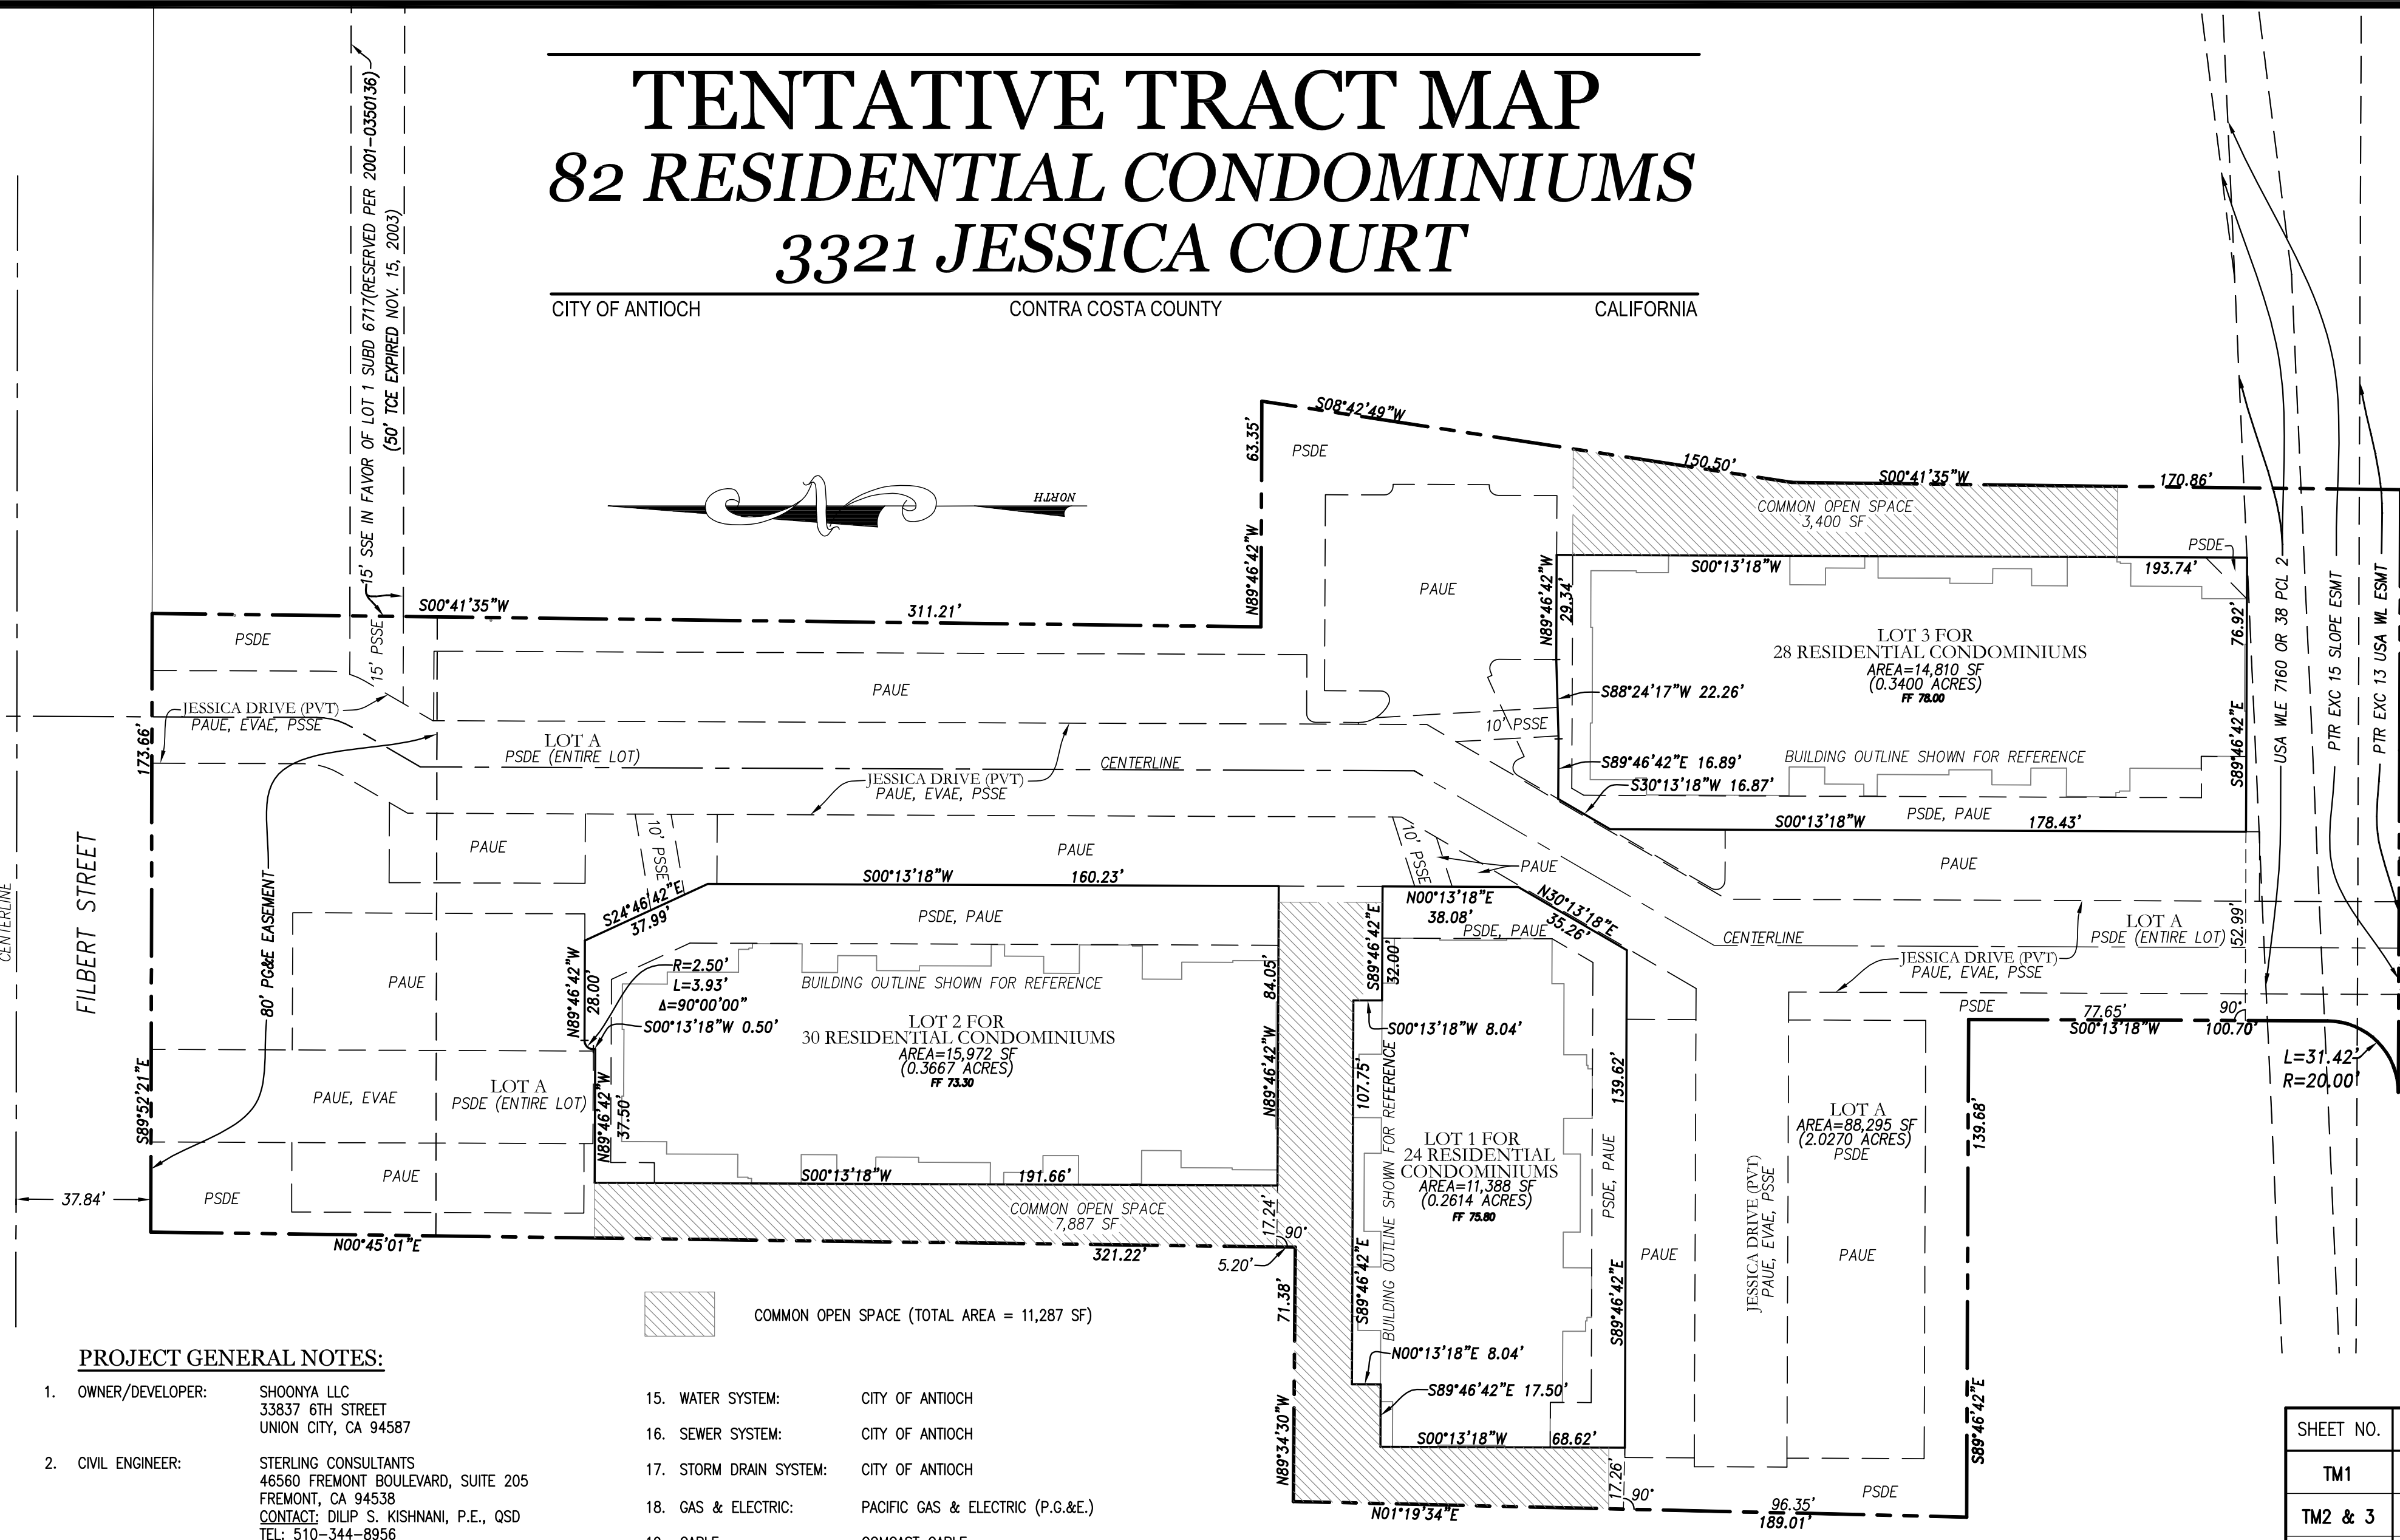 TENTATIVE TRACT MAP
82 RESIDENTIAL CONDOMINIUMS
3321 JESSICA COURT
CITY OF ANTIOCH
CONTRA COSTA COUNTY
CALIFORNIA
15' SSE IN FAVOR OF LOT 1 SUBD 6717(RESERVED PER 2001-0350136)
(50' TCE EXPIRED NOV. 15, 2003)
NORTH
S08°42'49"W
150.50'
S00°41'35"W
170.86'
63.35'
N89°46'42"W
PSDE
COMMON OPEN SPACE
3,400 SF
PAUE
N89°46'42"W
29.34'
S00°13'18"W
193.74'
PSDE
76.92'
S89°46'42"E
LOT 3 FOR
28 RESIDENTIAL CONDOMINIUMS
AREA=14,810 SF
(0.3400 ACRES)
FF 78.00
S88°24'17"W 22.26'
10' PSSE
S89°46'42"E 16.89'
S30°13'18"W 16.87'
BUILDING OUTLINE SHOWN FOR REFERENCE
PSDE, PAUE
S00°13'18"W
178.43'
USA WLE 7160 OR 38 PCL 2
PTR EXC 15 SLOPE ESMT
PTR EXC 13 USA WL ESMT
S00°41'35"W
311.21'
PSDE
15' PSSE
PAUE
JESSICA DRIVE (PVT)
PAUE, EVAE, PSSE
LOT A
PSDE (ENTIRE LOT)
CENTERLINE
JESSICA DRIVE (PVT)
PAUE, EVAE, PSSE
173.66'
S89°52'21"E
FILBERT STREET
CENTERLINE
80' PG&E EASEMENT
37.84'
PAUE
10' PSSE
PAUE
10' PSSE
PAUE
PAUE
S24°46'42"E
37.99'
S00°13'18"W
160.23'
PSDE, PAUE
N89°46'42"W
28.00'
R=2.50'
L=3.93'
Δ=90°00'00"
S00°13'18"W 0.50'
BUILDING OUTLINE SHOWN FOR REFERENCE
LOT 2 FOR
30 RESIDENTIAL CONDOMINIUMS
AREA=15,972 SF
(0.3667 ACRES)
FF 73.30
84.05'
N89°46'42"W
N89°46'42"W
37.50'
S00°13'18"W
191.66'
PAUE
PAUE, EVAE
LOT A
PSDE (ENTIRE LOT)
PAUE
PSDE
COMMON OPEN SPACE
7,887 SF
17.24'
90°
5.20'
N00°45'01"E
321.22'
N00°13'18"E
38.08'
N30°13'18"E
35.26'
PSDE, PAUE
S89°46'42"E
32.00'
S00°13'18"W 8.04'
107.75'
S89°46'42"E
BUILDING OUTLINE SHOWN FOR REFERENCE
LOT 1 FOR
24 RESIDENTIAL
CONDOMINIUMS
AREA=11,388 SF
(0.2614 ACRES)
FF 75.80
139.62'
PSDE, PAUE
S89°46'42"E
N00°13'18"E 8.04'
S89°46'42"E 17.50'
S00°13'18"W
68.62'
71.38'
N89°34'30"W
17.26'
90°
N01°19'34"E
96.35'
189.01'
PAUE
JESSICA DRIVE (PVT)
PAUE, EVAE, PSSE
PAUE
PSDE
LOT A
AREA=88,295 SF
(2.0270 ACRES)
PSDE
139.68'
S89°46'42"E
CENTERLINE
LOT A
PSDE (ENTIRE LOT)
52.99'
JESSICA DRIVE (PVT)
PAUE, EVAE, PSSE
PSDE
77.65'
90°
S00°13'18"W
100.70'
L=31.42'
R=20.00'
COMMON OPEN SPACE (TOTAL AREA = 11,287 SF)
PROJECT GENERAL NOTES:
1. OWNER/DEVELOPER: SHOONYA LLC
33837 6TH STREET
UNION CITY, CA 94587
2. CIVIL ENGINEER: STERLING CONSULTANTS
46560 FREMONT BOULEVARD, SUITE 205
FREMONT, CA 94538
CONTACT: DILIP S. KISHNANI, P.E., QSD
TEL: 510-344-8956
15. WATER SYSTEM: CITY OF ANTIOCH
16. SEWER SYSTEM: CITY OF ANTIOCH
17. STORM DRAIN SYSTEM: CITY OF ANTIOCH
18. GAS & ELECTRIC: PACIFIC GAS & ELECTRIC (P.G.&E.)
SHEET NO.
TM1
TM2 & 3